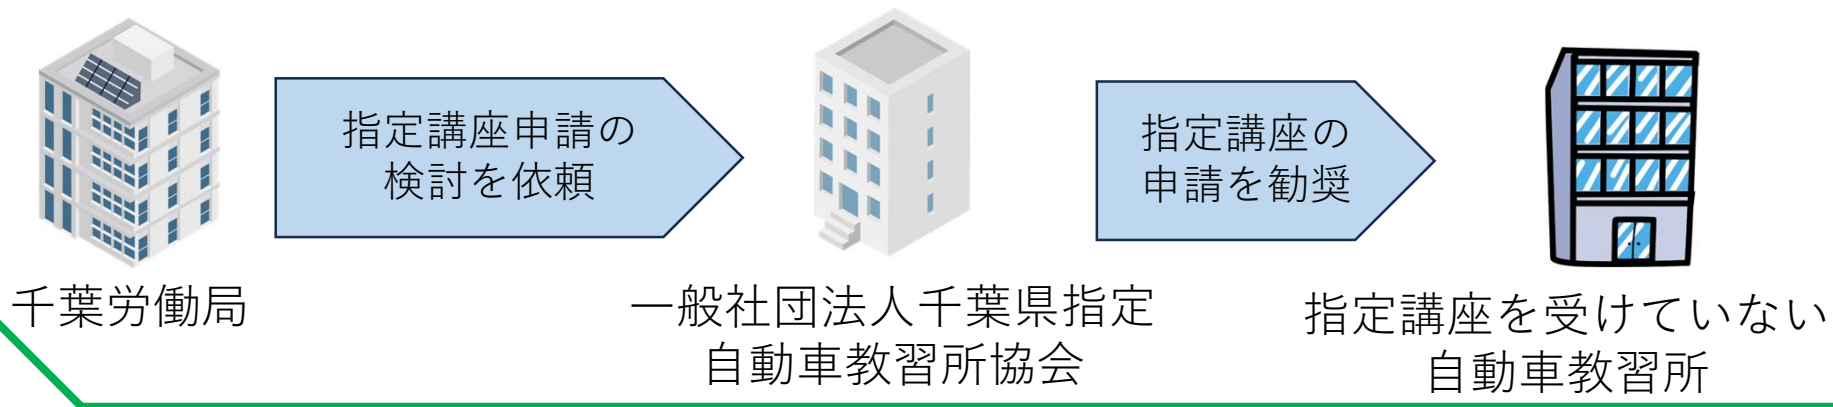 指定講座申請の
検討を依頼
指定講座の
申請を勧奨
千葉労働局
一般社団法人千葉県指定
自動車教習所協会
指定講座を受けていない
自動車教習所